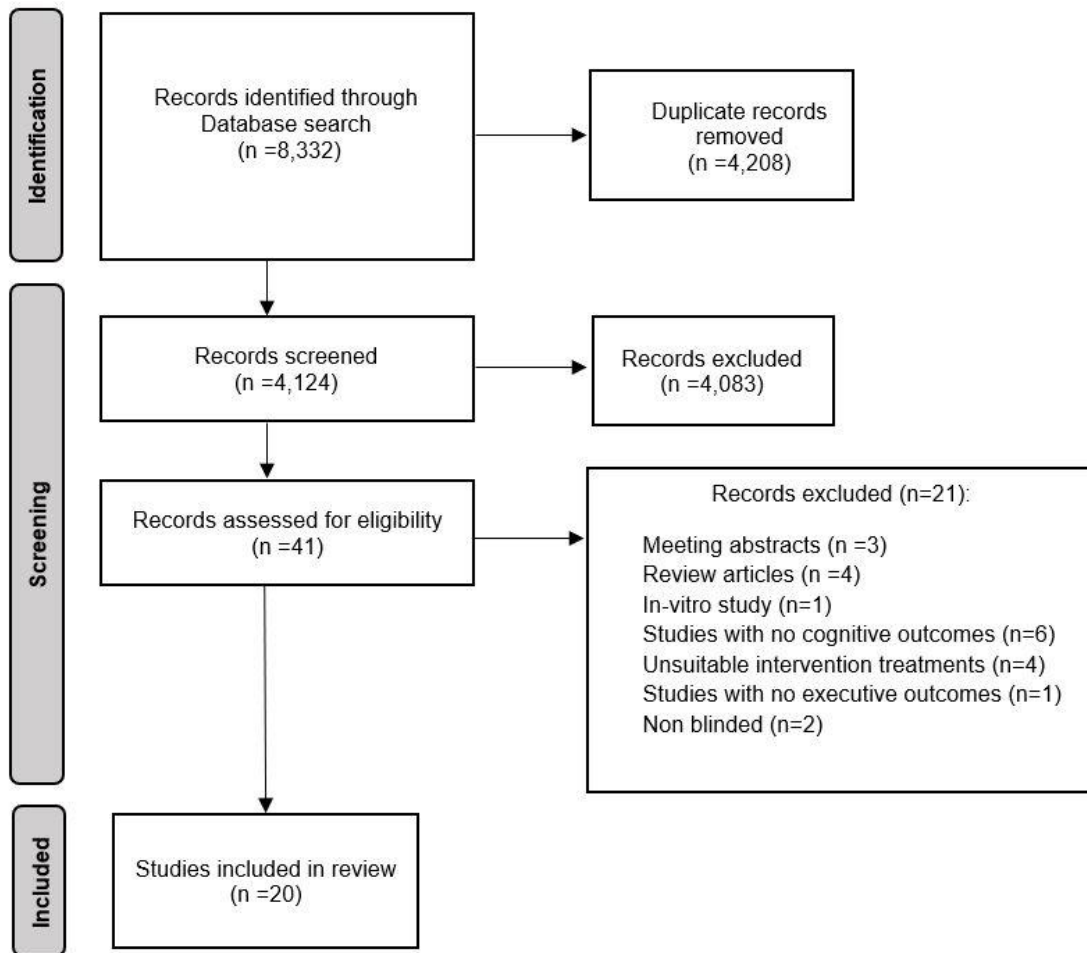 Identification
Records identified through
Database search
(n =8,332)
Duplicate records
removed
(n =4,208)
Screening
Records screened
(n =4,124)
Records excluded
(n =4,083)
Records assessed for eligibility
(n =41)
Records excluded (n=21):
Meeting abstracts (n =3)
Review articles (n =4)
In-vitro study (n=1)
Studies with no cognitive outcomes (n=6)
Unsuitable intervention treatments (n=4)
Studies with no executive outcomes (n=1)
Non blinded (n=2)
Included
Studies included in review
(n =20)